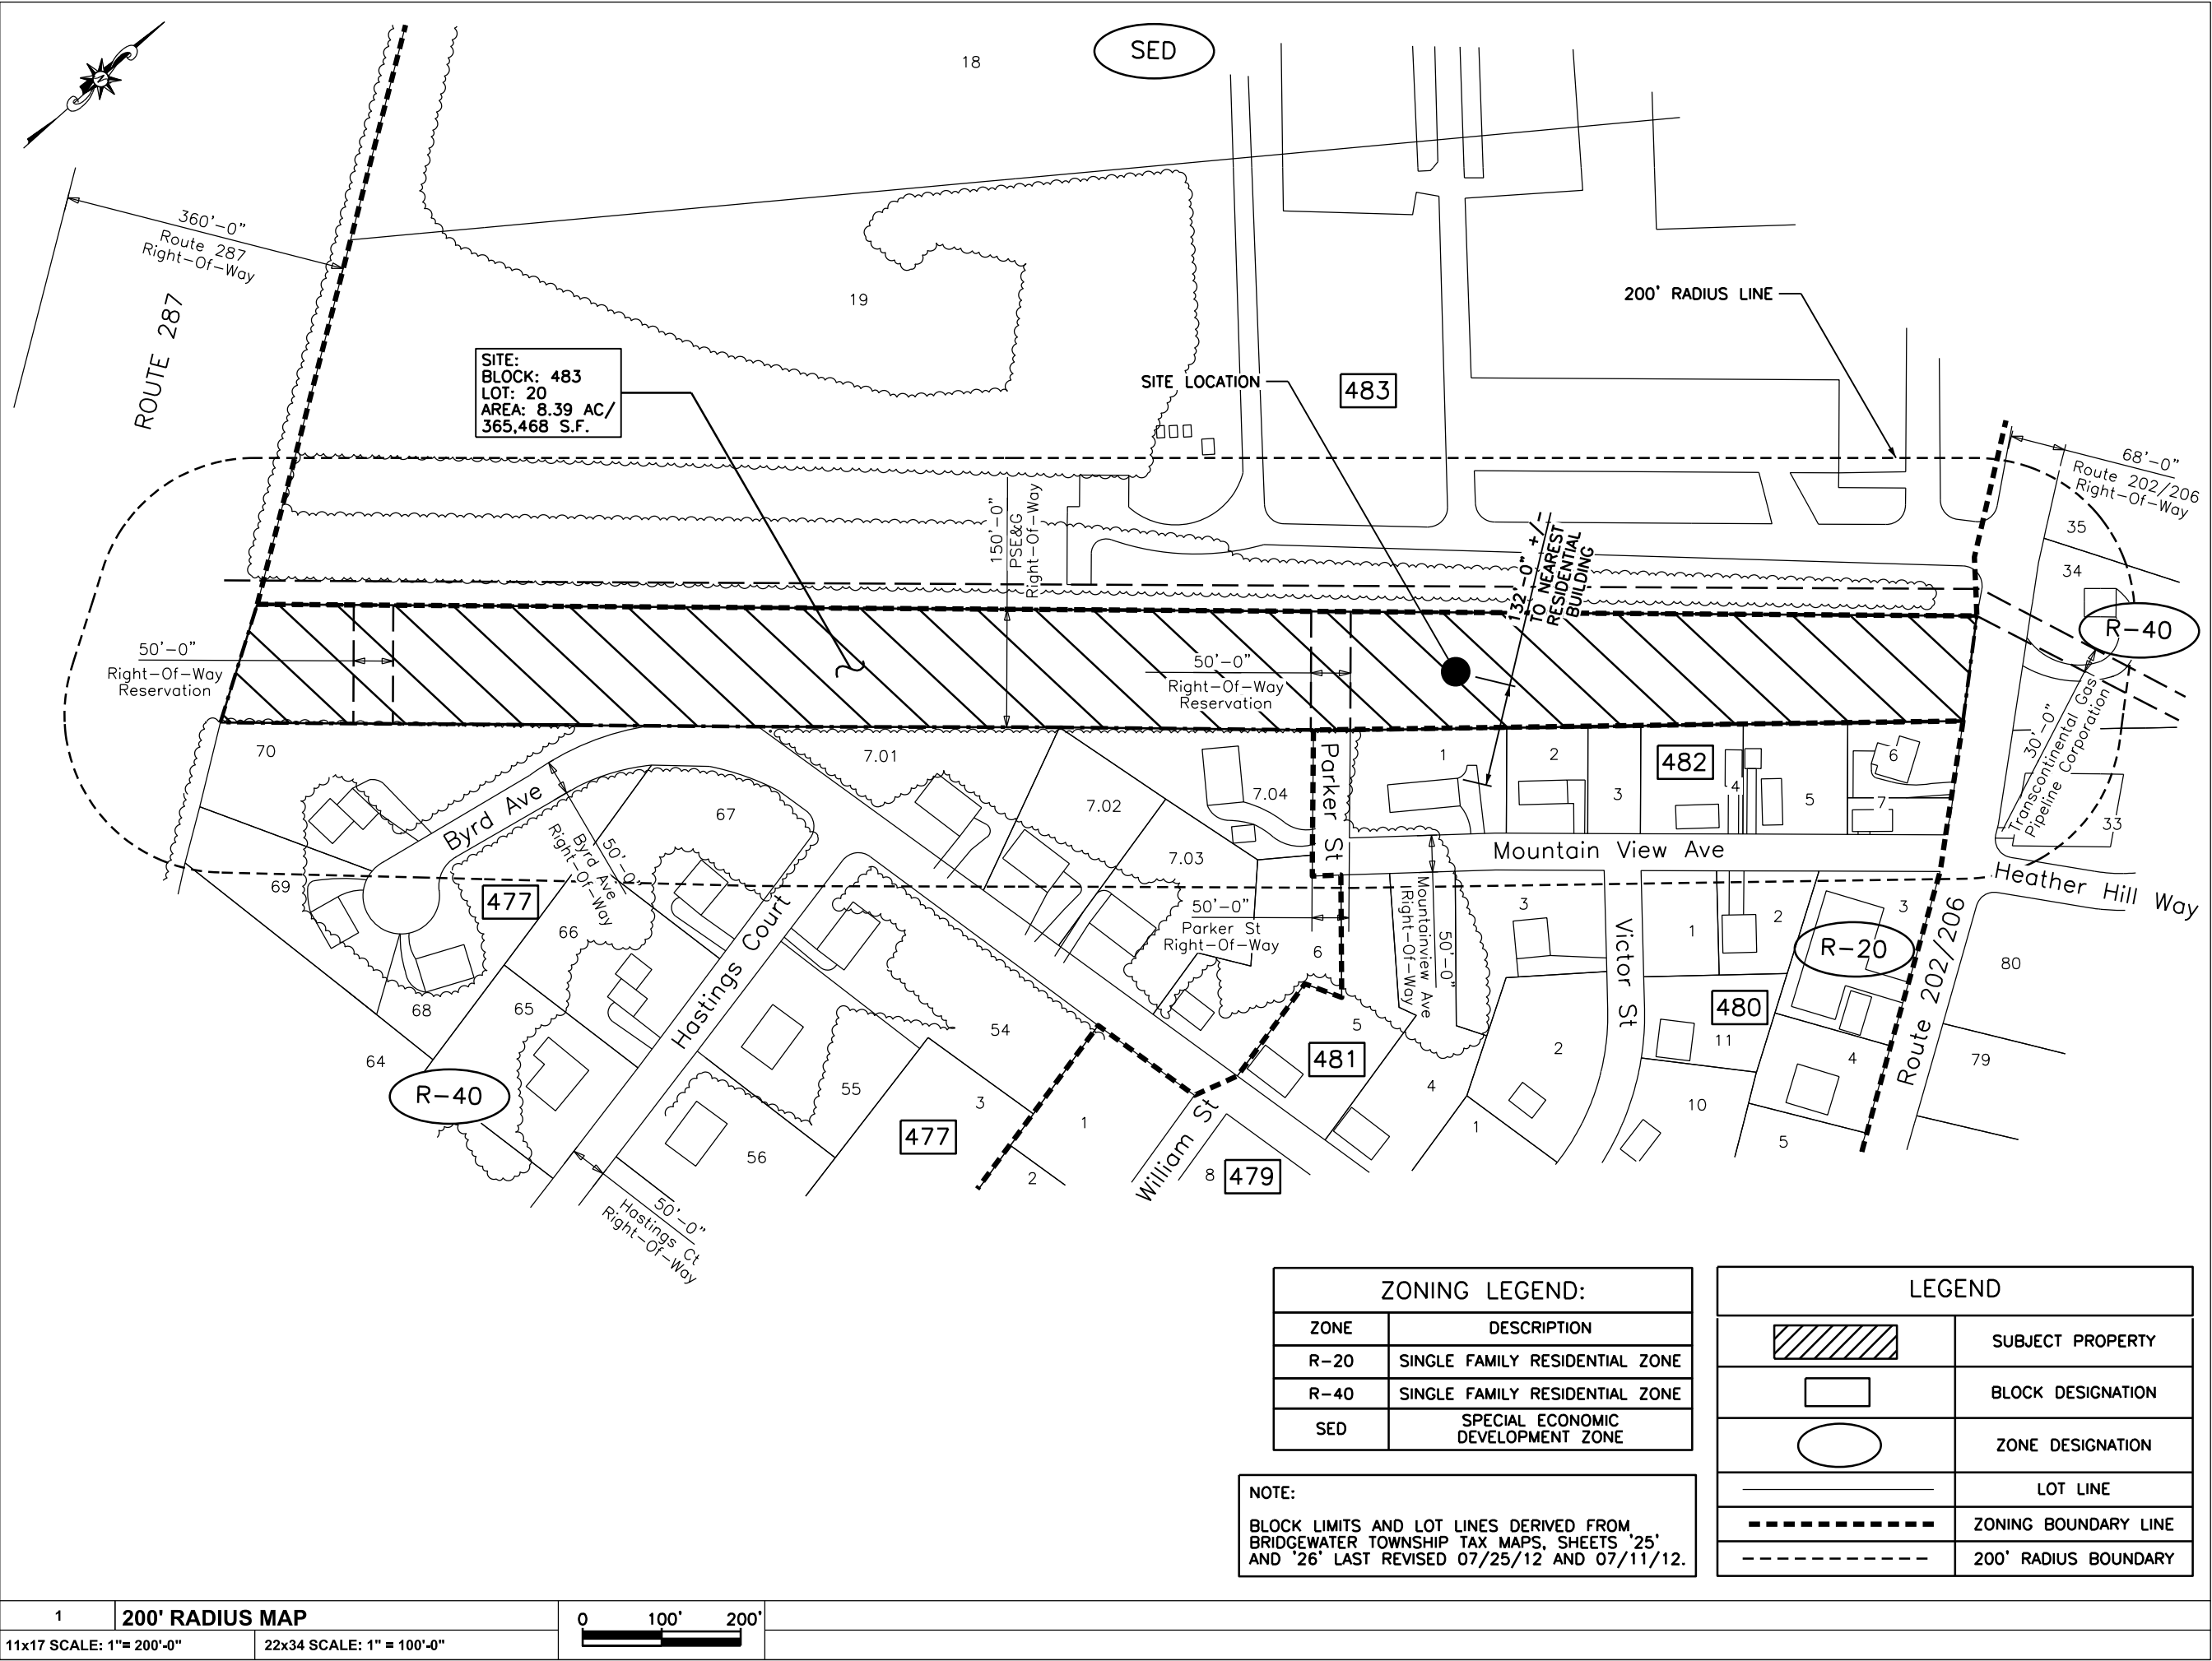 SED
18
N
360'-0"
Route 287
Right-Of-Way
ROUTE 287
19
200' RADIUS LINE
SITE:
BLOCK: 483
LOT: 20
AREA: 8.39 AC/
365,468 S.F.
SITE LOCATION
483
68'-0"
Route 202/206
Right-Of-Way
150'-0"
PSE&G
Right-Of-Way
132'-0" +/-
TO NEAREST
RESIDENTIAL
BUILDING
35
34
R-40
50'-0"
Right-Of-Way
Reservation
50'-0"
Right-Of-Way
Reservation
30'-0"
Transcontinental Gas
Pipeline Corporation
33
70
7.01
7.02
7.04
7.03
Parker St
1
2
482
3
4
5
6
7
Byrd Ave
67
50'-0"
Byrd Ave
Right-Of-Way
Mountain View Ave
Heather Hill Way
69
477
66
Hastings Court
50'-0"
Parker St
Right-Of-Way
6
50'-0"
Mountainview Ave
Right-Of-Way
3
Victor St
1
2
3
R-20
Route 202/206
80
68
65
54
5
480
64
R-40
55
3
1
481
4
2
11
4
79
477
56
2
William St
8
479
1
10
5
50'-0"
Hastings Ct
Right-Of-Way
ZONING LEGEND:
ZONE DESCRIPTION
R-20 SINGLE FAMILY RESIDENTIAL ZONE
R-40 SINGLE FAMILY RESIDENTIAL ZONE
SED SPECIAL ECONOMIC
DEVELOPMENT ZONE
LEGEND
SUBJECT PROPERTY
BLOCK DESIGNATION
ZONE DESIGNATION
LOT LINE
ZONING BOUNDARY LINE
200' RADIUS BOUNDARY
NOTE:
BLOCK LIMITS AND LOT LINES DERIVED FROM
BRIDGEWATER TOWNSHIP TAX MAPS, SHEETS '25'
AND '26' LAST REVISED 07/25/12 AND 07/11/12.
1 200' RADIUS MAP
11x17 SCALE: 1"= 200'-0" 22x34 SCALE: 1" = 100'-0"
0 100' 200'